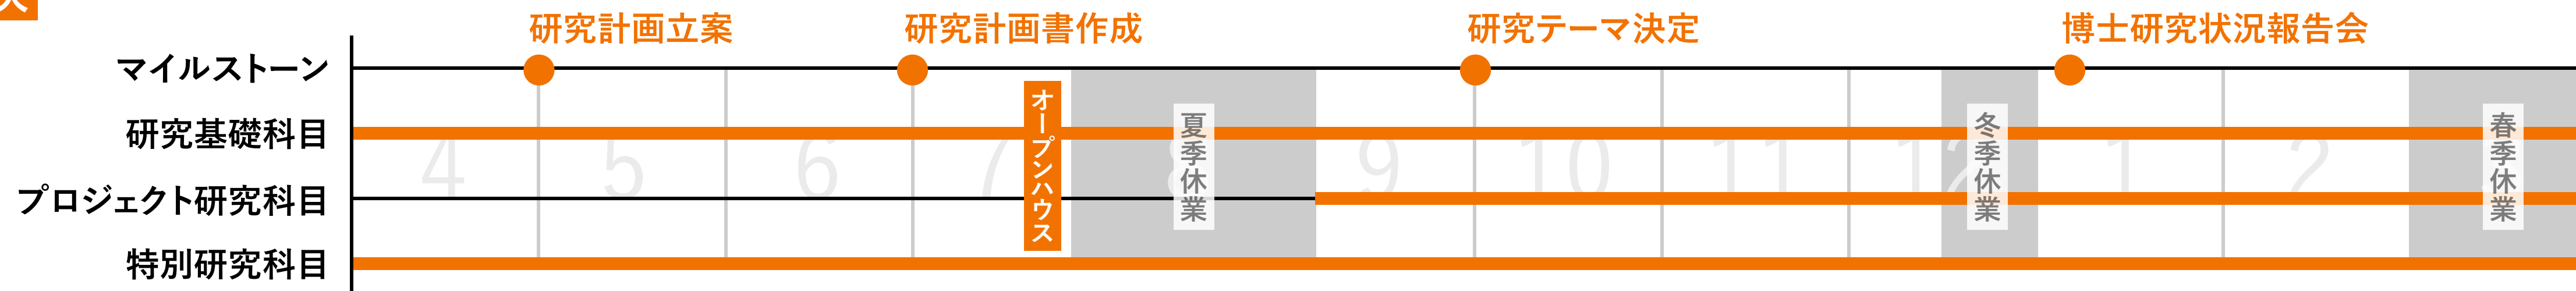 研究計画立案
研究計画書作成
研究テーマ決定
博士研究状況報告会
マイルストーン
研究基礎科目
プロジェクト研究科目
特別研究科目
4
5
6
7
オープンハウス
8
夏季休業
9
10
11
12
冬季休業
1
2
春季休業